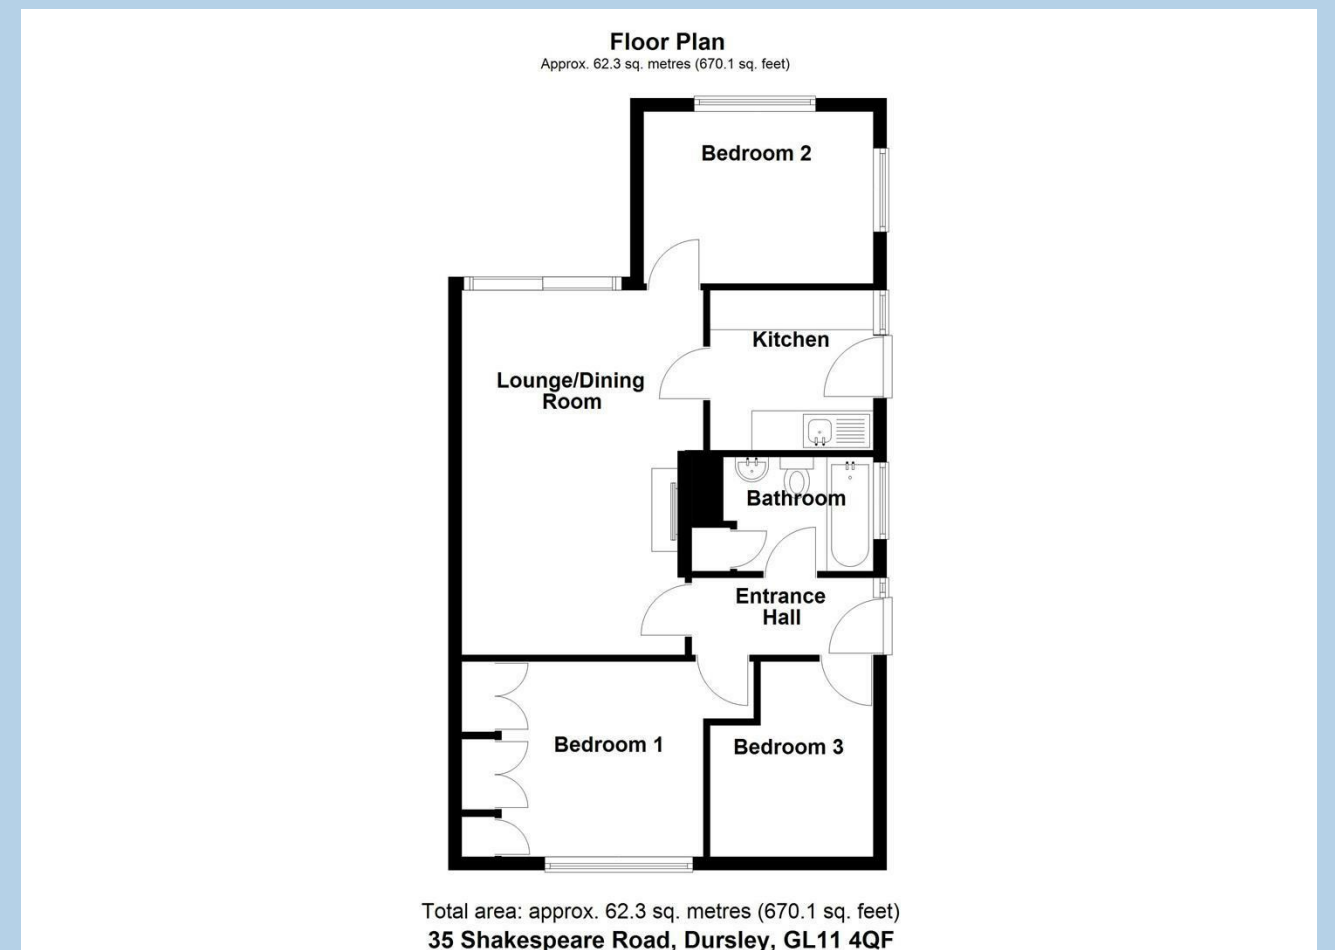 Floor Plan
Approx. 62.3 sq. metres (670.1 sq. feet)
Bedroom 2
Kitchen
Lounge/Dining
Room
Bathroom
Entrance
Hall
Bedroom 1
Bedroom 3
Total area: approx. 62.3 sq. metres (670.1 sq. feet)
35 Shakespeare Road, Dursley, GL11 4QF